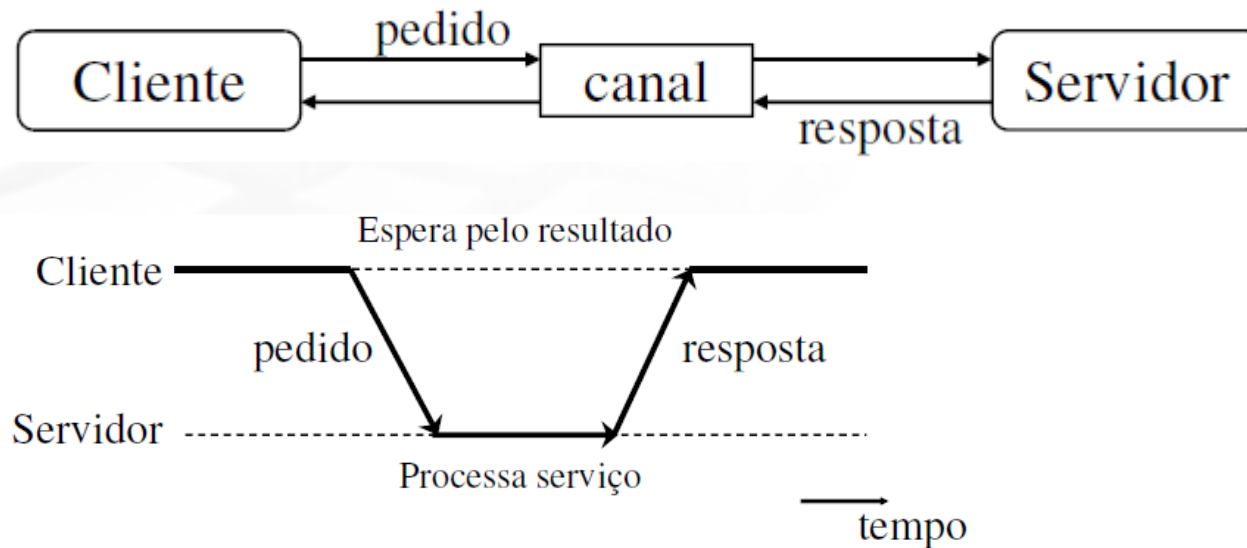 pedido
Cliente
canal
Servidor
resposta
Espera pelo resultado
Cliente
pedido
resposta
Servidor
Processa serviço
tempo